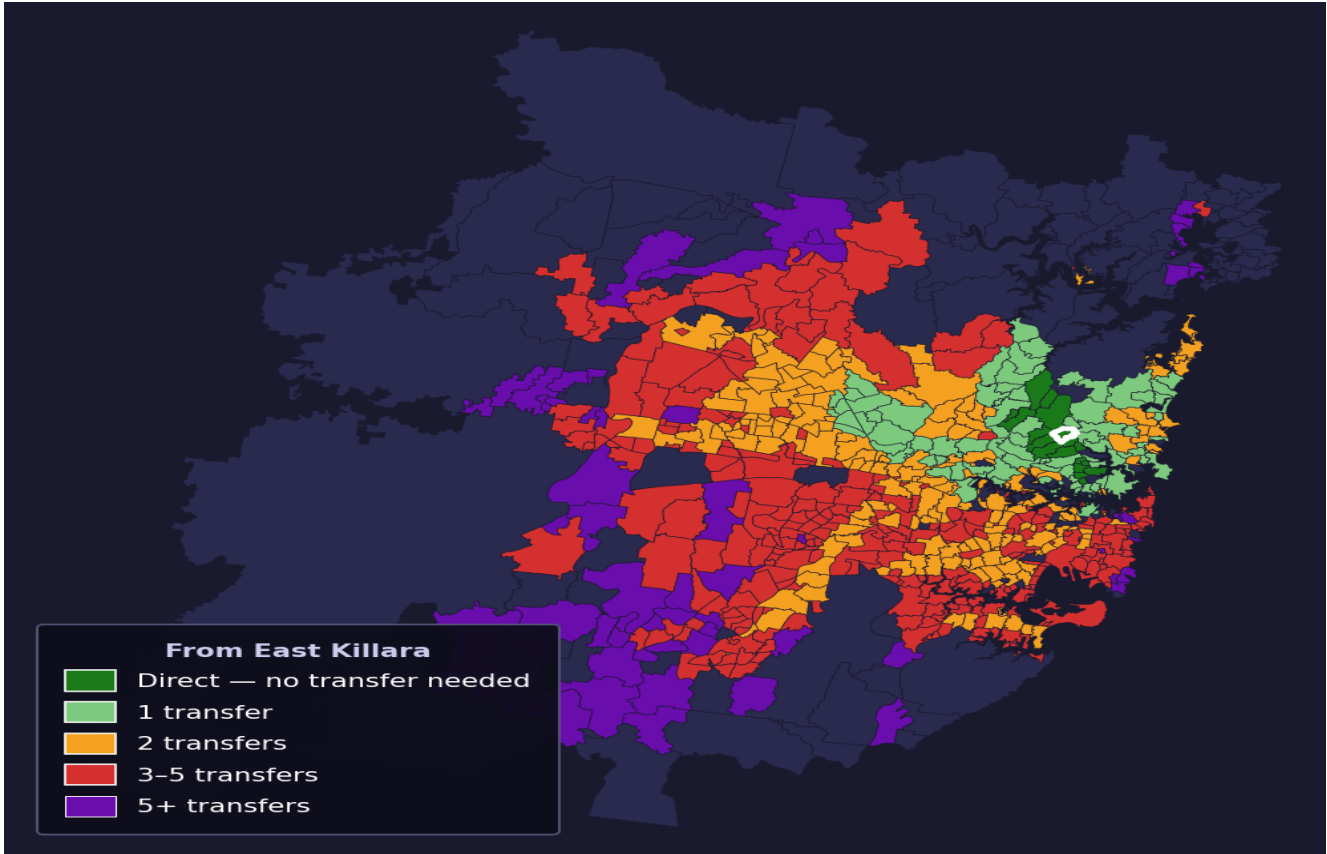 From East Killara
Direct — no transfer needed
1 transfer
2 transfers
3–5 transfers
5+ transfers